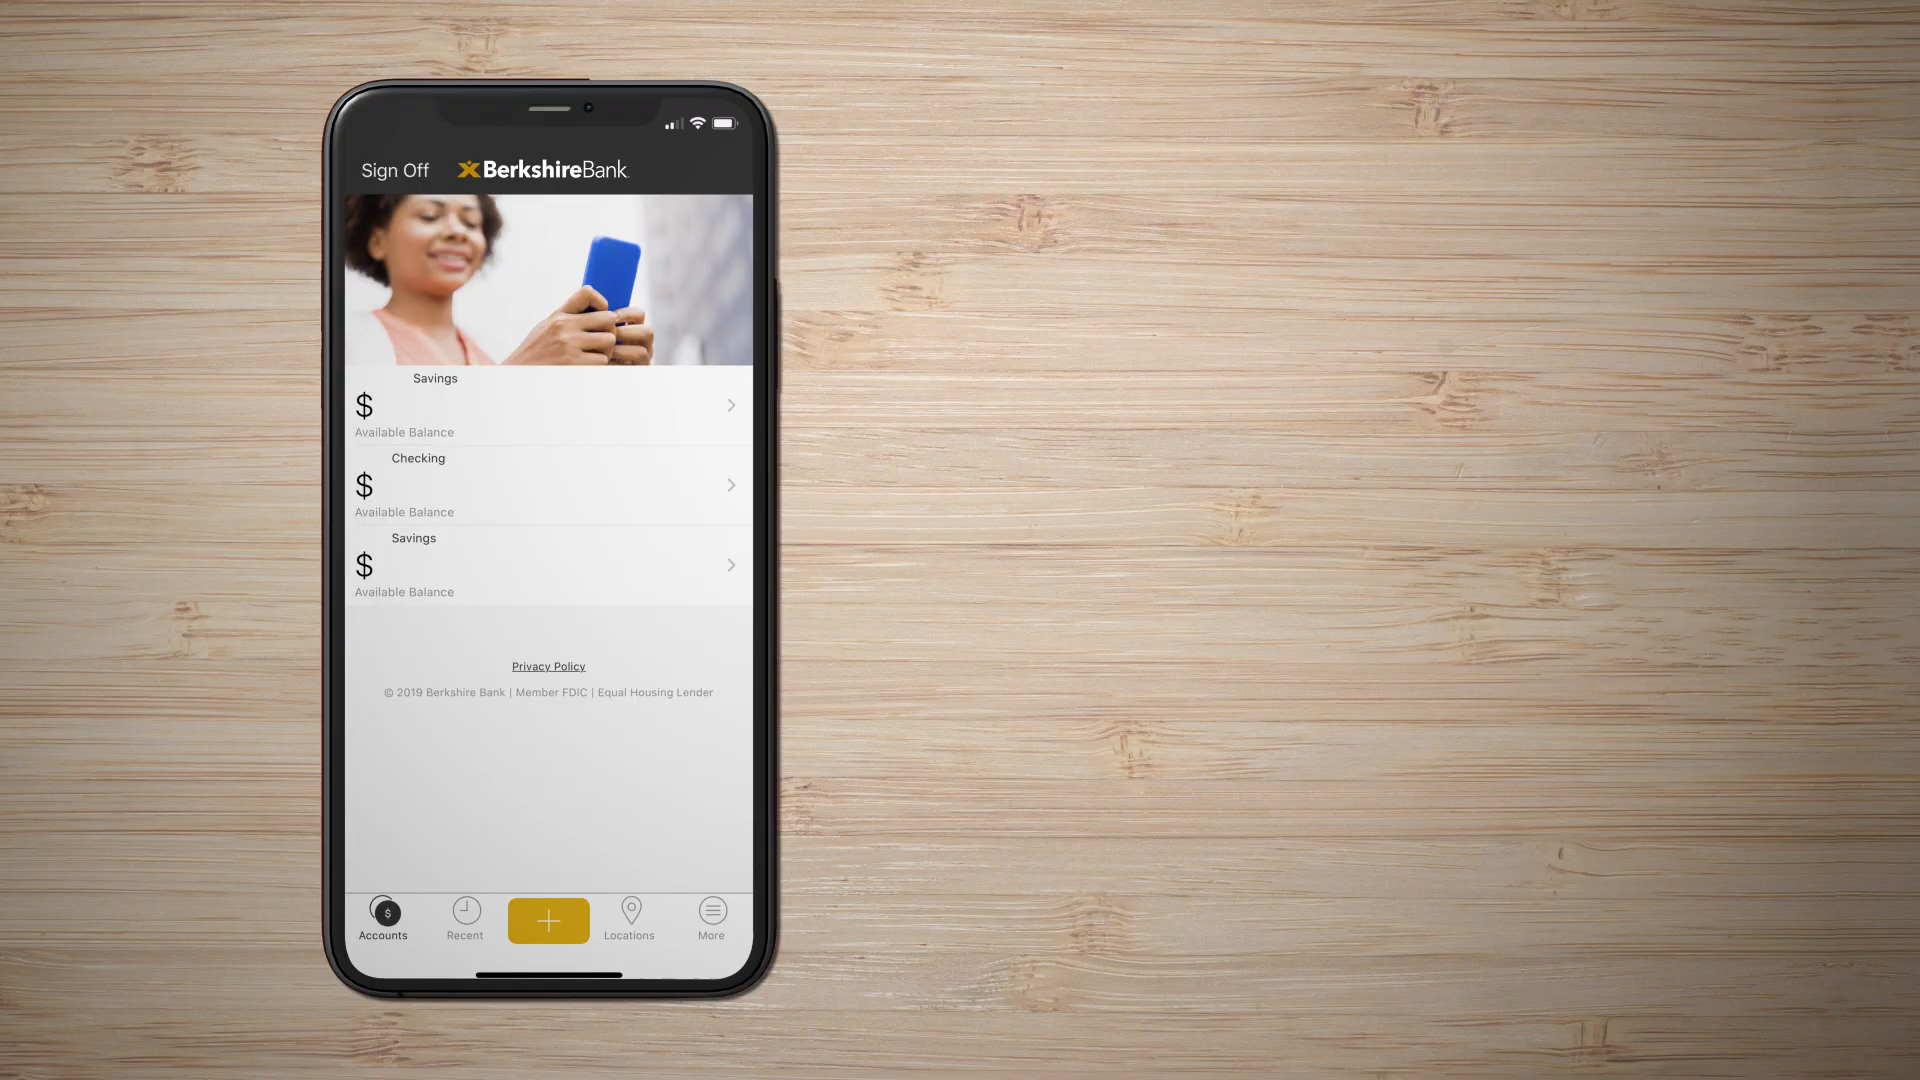 Sign Off BerkshireBank
Savings
$
Available Balance
Checking
$
Available Balance
Savings
$
Available Balance
Privacy Policy
© 2019 Berkshire Bank | Member FDIC | Equal Housing Lender
$
Accounts Recent Locations More